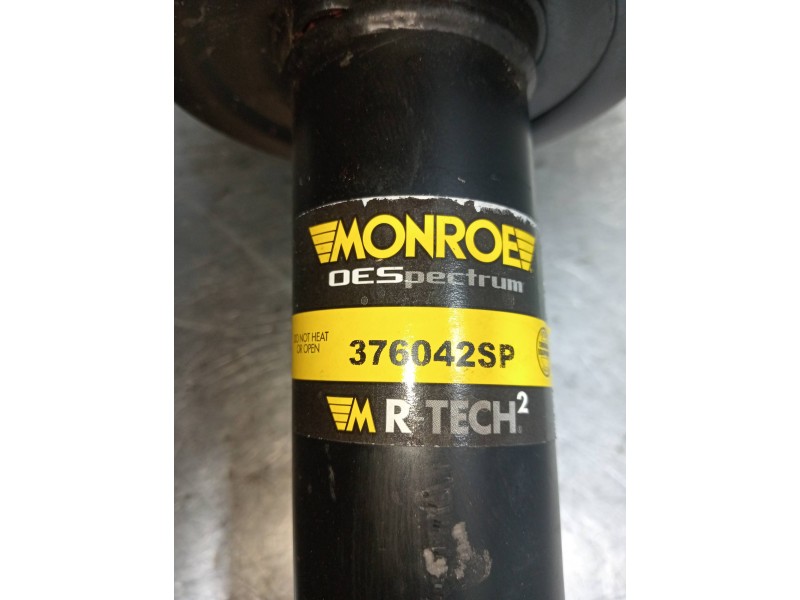 MONROE
OESpectrum
DO NOT HEAT
OR OPEN
376042SP
M R-TECH²